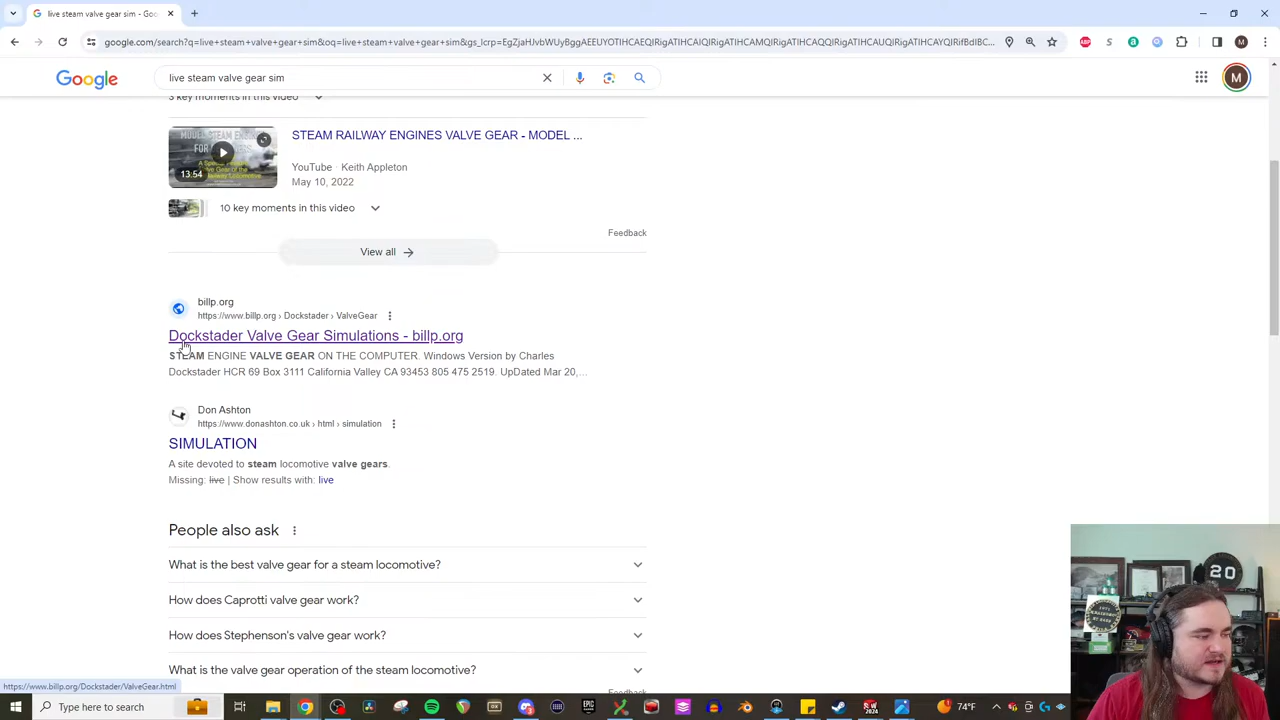 live steam valve gear sim - Goo
google.com/search?q=live+steam+valve+gear+sim&oq=live+steam+valve+gear+sim&gs_lcrp=EgZjaHJvbWUyBggAEEUYOTIHCAEQIRigATIHCAIQIRigATIHCAMQIRigATIHCAQQIRigATIHCAUQIRigATIHCAYQIRifBdIBC...
Google
live steam valve gear sim
M
3 key moments in this video
STEAM RAILWAY ENGINES VALVE GEAR - MODEL ...
YouTube · Keith Appleton
13:54
May 10, 2022
10 key moments in this video
Feedback
View all
billp.org
https://www.billp.org › Dockstader › ValveGear
Dockstader Valve Gear Simulations - billp.org
STEAM ENGINE VALVE GEAR ON THE COMPUTER. Windows Version by Charles
Dockstader HCR 69 Box 3111 California Valley CA 93453 805 475 2519. UpDated Mar 20,...
Don Ashton
https://www.donashton.co.uk › html › simulation
SIMULATION
A site devoted to steam locomotive valve gears.
Missing: live | Show results with: live
People also ask
What is the best valve gear for a steam locomotive?
How does Caprotti valve gear work?
20
How does Stephenson's valve gear work?
What is the valve gear operation of the steam locomotive?
Feedback
https://www.billp.org/Dockstader/ValveGear.html
Type here to search
74°F